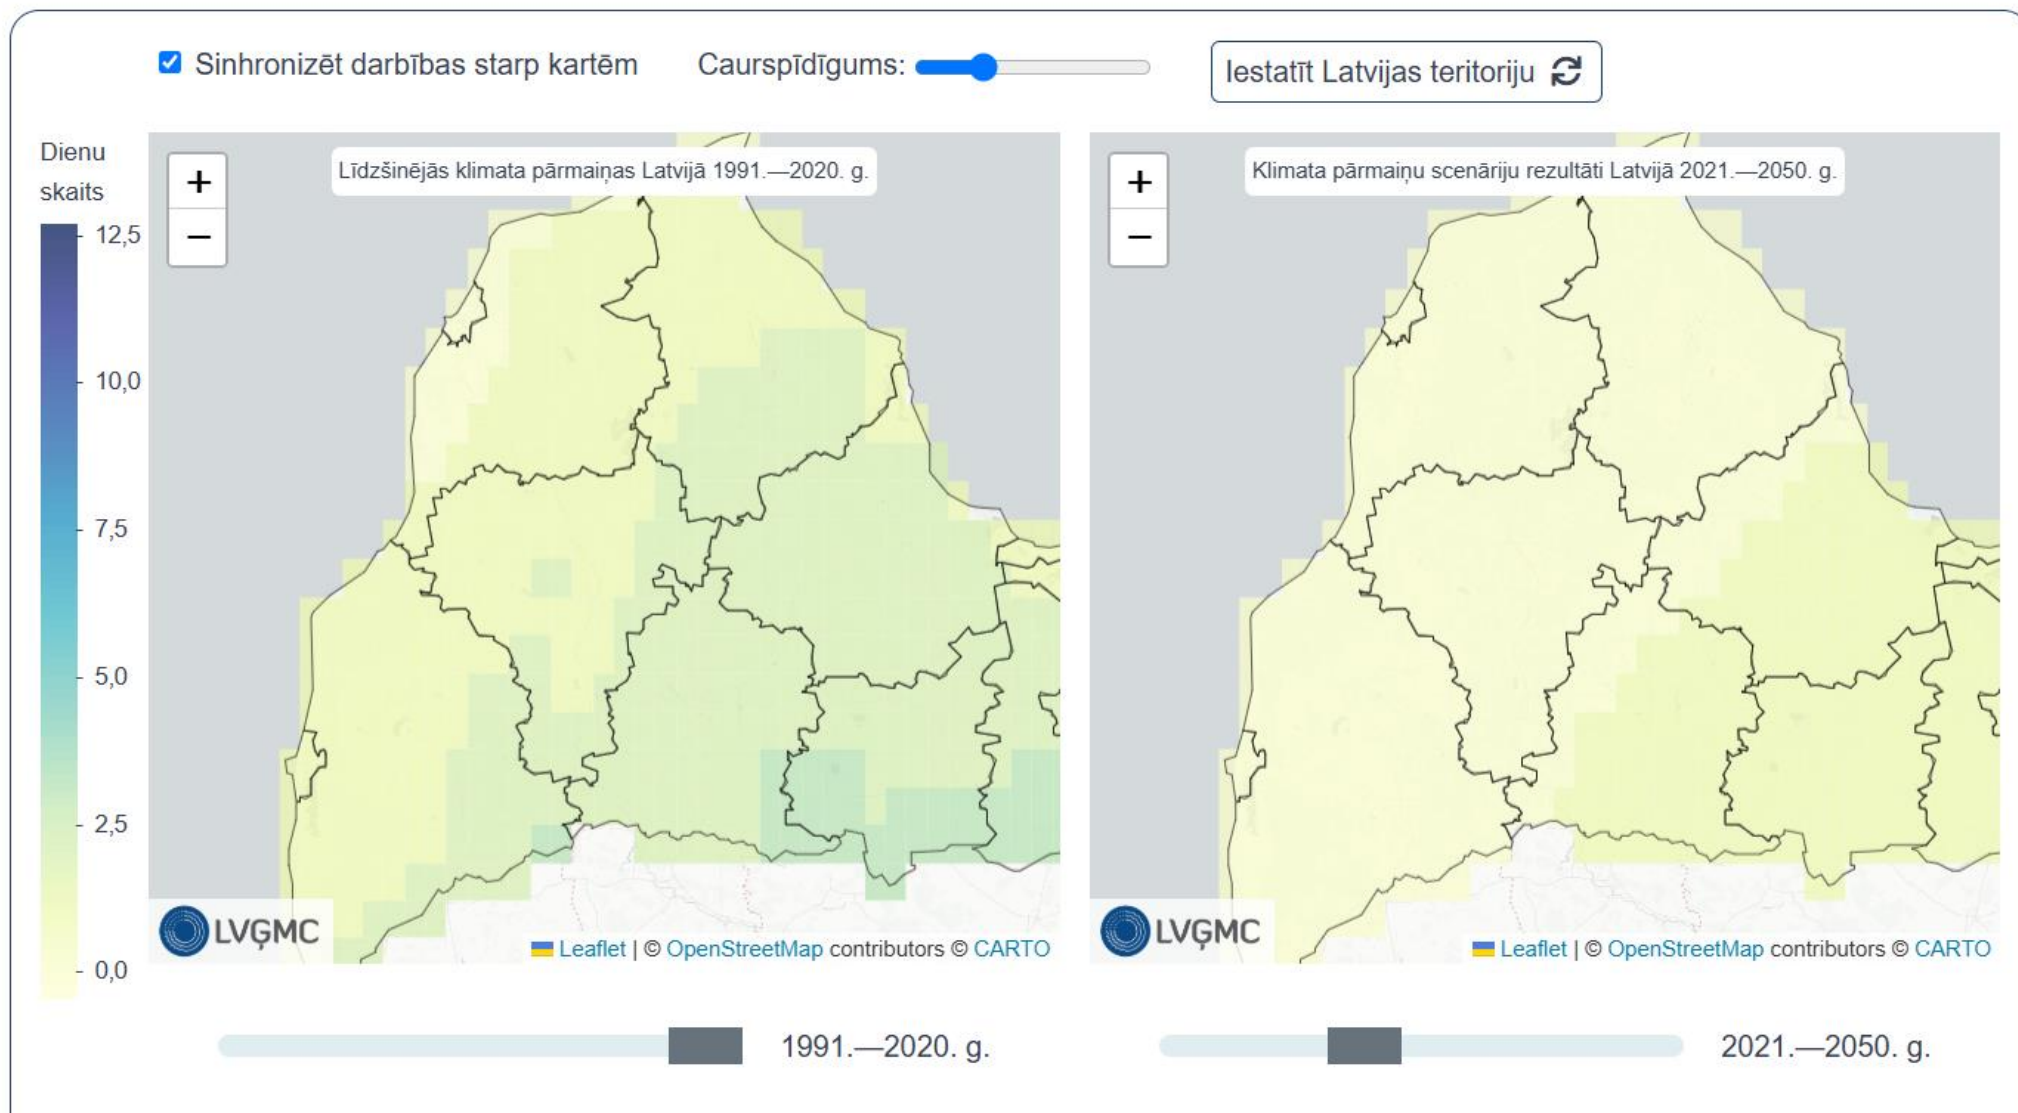 Sinhronizēt darbības starp kartēm
Caurspīdīgums:
Iestatīt Latvijas teritoriju
Dienu
skaits
12,5
10,0
7,5
5,0
2,5
0,0
+
−
Līdzšinējās klimata pārmaiņas Latvijā 1991.—2020. g.
LVĢMC
Leaflet | © OpenStreetMap contributors © CARTO
1991.—2020. g.
+
−
Klimata pārmaiņu scenāriju rezultāti Latvijā 2021.—2050. g.
LVĢMC
Leaflet | © OpenStreetMap contributors © CARTO
2021.—2050. g.